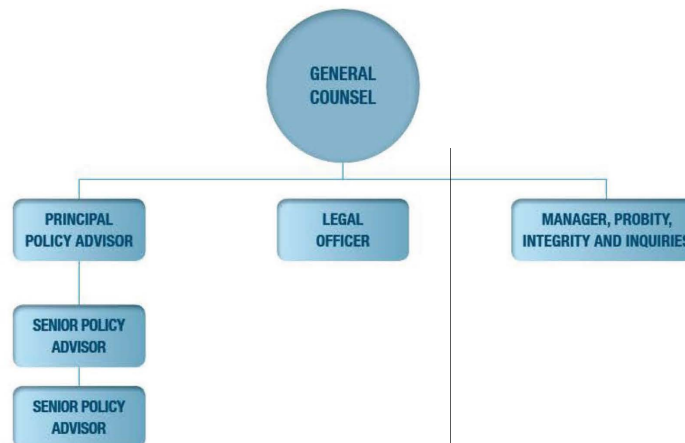 GENERAL
COUNSEL
PRINCIPAL
POLICY ADVISOR
LEGAL
OFFICER
MANAGER, PROBITY,
INTEGRITY AND INQUIRIES
SENIOR POLICY
ADVISOR
SENIOR POLICY
ADVISOR